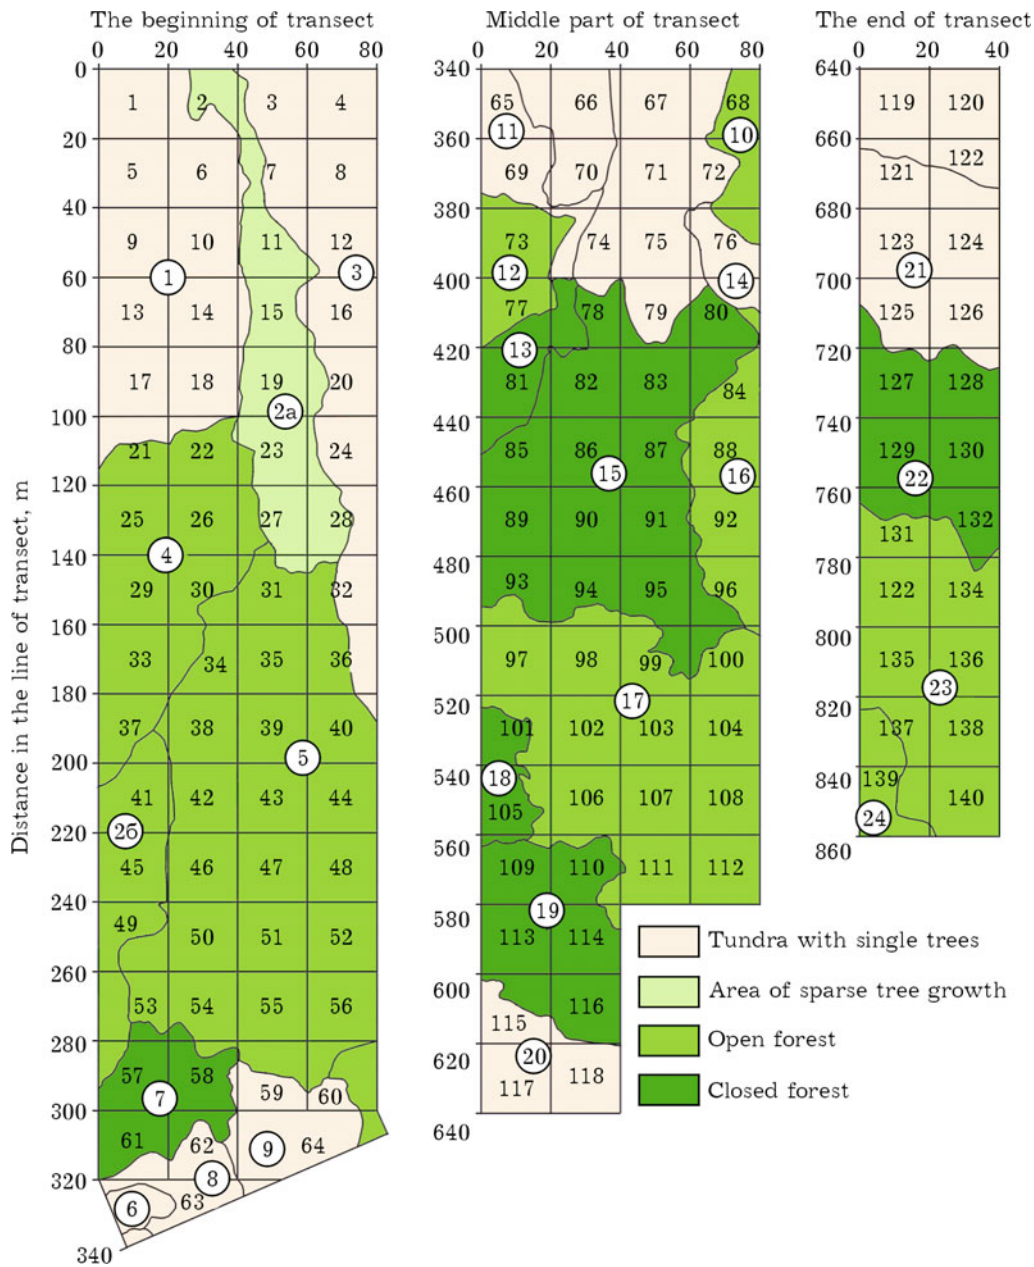 The beginning of transect
0 20 40 60 80
Middle part of transect
0 20 40 60 80
The end of transect
0 20 40
Distance in the line of transect, m
0
1 2 3 4
20
5 6 7 8
40
9 10 11 12
60 1 3
13 14 15 16
80
17 18 19 20
100 2a
21 22 23 24
120
25 26 27 28
140 4
29 30 31 32
160
33 34 35 36
180
37 38 39 40
200 5
41 42 43 44
220 2б
45 46 47 48
240
49 50 51 52
260
53 54 55 56
280
57 58 59 60
300 7
61 62 9 64
320 8
6 63
340
340
65 66 67 68
360 11 10
69 70 71 72
380
73 74 75 76
400 12 14
77 78 79 80
420 13
81 82 83 84
440
85 86 87 88
460 15 16
89 90 91 92
480
93 94 95 96
500
97 98 99 100
520 17
101 102 103 104
540 18
105 106 107 108
560
109 110 111 112
580 19
113 114
600
115 116
620 20
117 118
640
640
119 120
660
121 122
680
123 124
700 21
125 126
720
127 128
740
129 130
760 22
131 132
780
122 134
800
135 136
820 23
137 138
840
139 140
860 24
Tundra with single trees
Area of sparse tree growth
Open forest
Closed forest